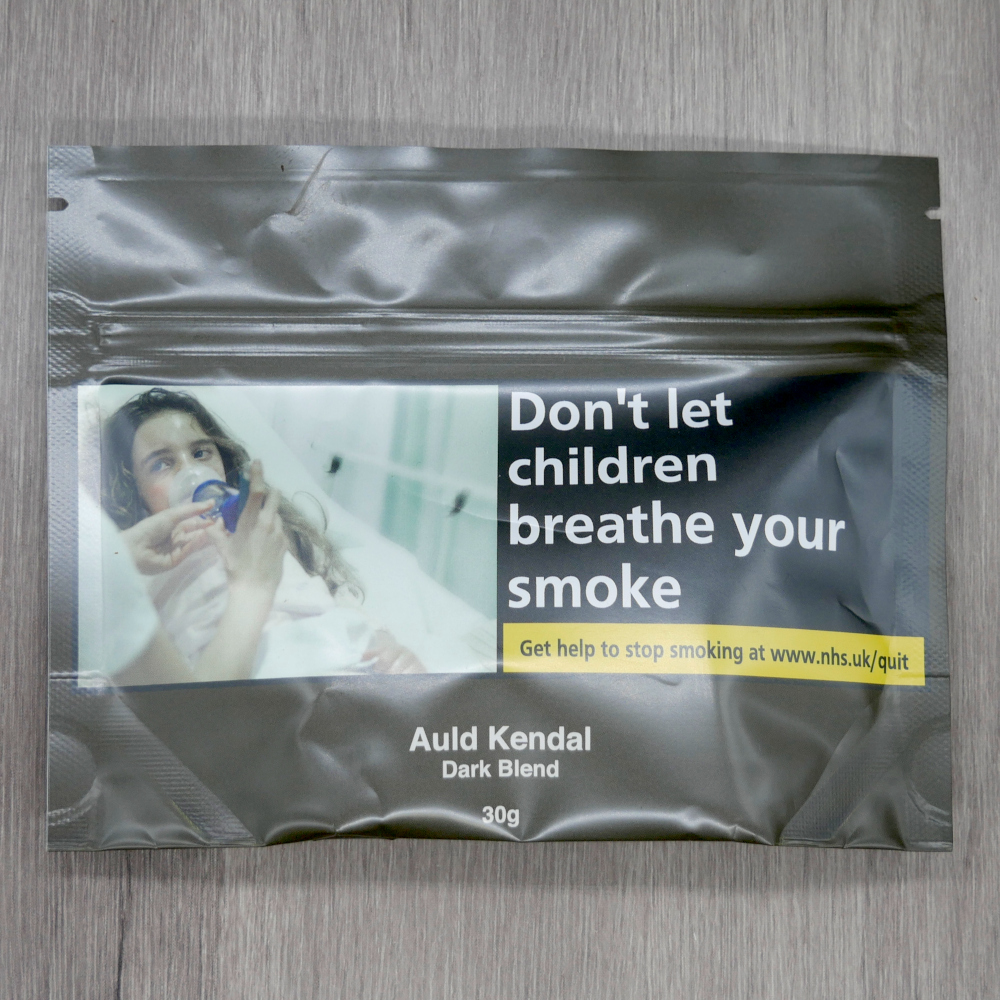 Don't let
children
breathe your
smoke
Get help to stop smoking at www.nhs.uk/quit
Auld Kendal
Dark Blend
30g